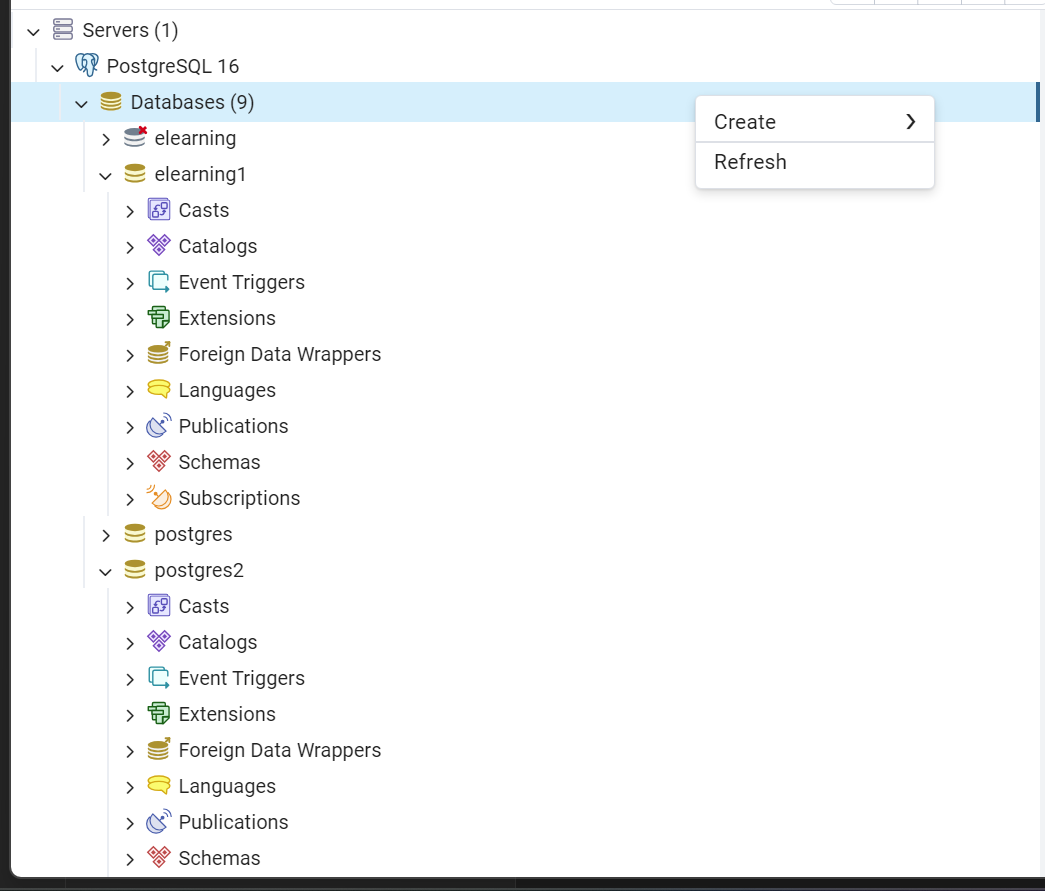 Servers (1)
PostgreSQL 16
Databases (9)
Create
elearning
Refresh
elearning1
Casts
Catalogs
Event Triggers
Extensions
Foreign Data Wrappers
Languages
Publications
Schemas
Subscriptions
postgres
postgres2
Casts
Catalogs
Event Triggers
Extensions
Foreign Data Wrappers
Languages
Publications
Schemas